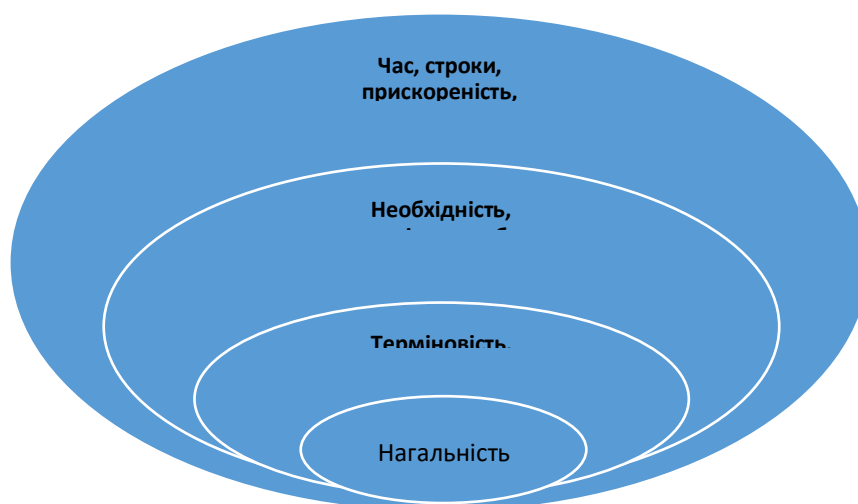 Час, строки,
прискореність,
Необхідність,
Терміновість,
Нагальність